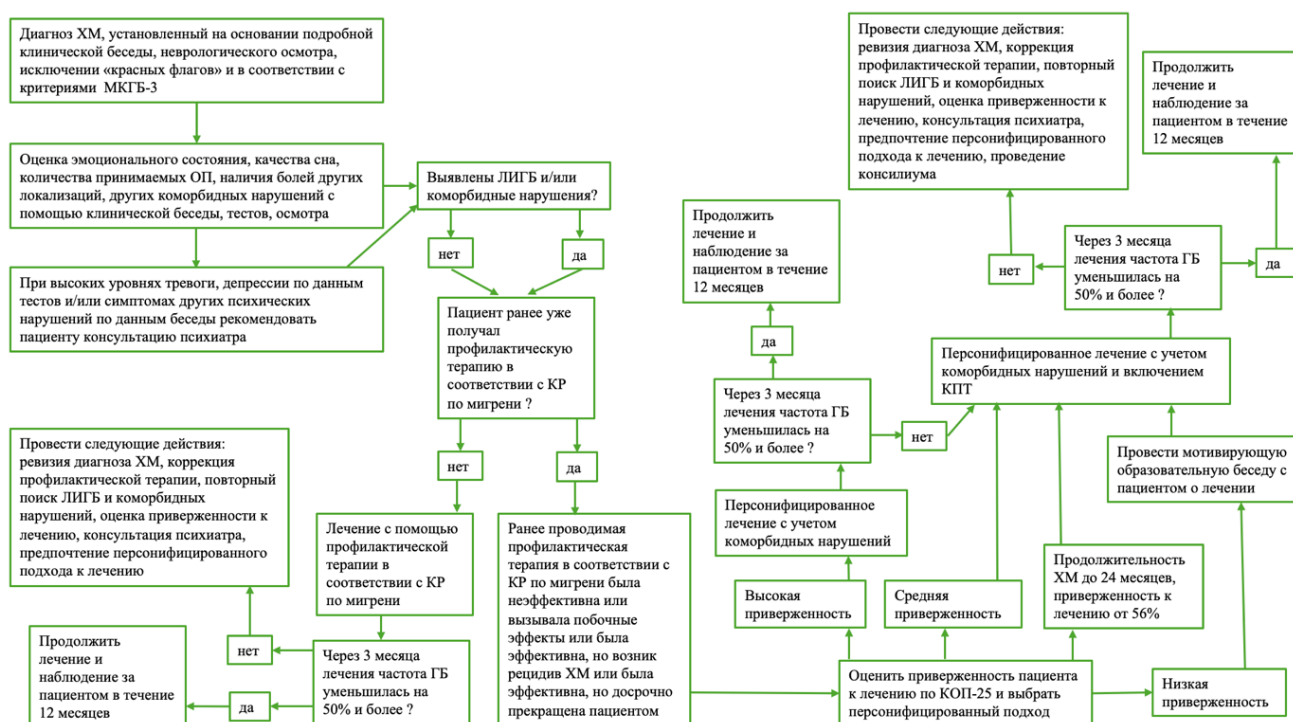 Диагноз ХМ, установленный на основании подробной
клинической беседы, неврологического осмотра,
исключении «красных флагов» и в соответствии с
критериями МКГБ-3
Оценка эмоционального состояния, качества сна,
количества принимаемых ОП, наличия болей других
локализаций, других коморбидных нарушений с
помощью клинической беседы, тестов, осмотра
При высоких уровнях тревоги, депрессии по данным
тестов и/или симптомах других психических
нарушений по данным беседы рекомендовать
пациенту консультацию психиатра
Выявлены ЛИГБ и/или
коморбидные нарушения?
нет
да
Пациент ранее уже
получал
профилактическую
терапию в
соответствии с КР
по мигрени ?
нет
да
Лечение с помощью
профилактической
терапии в
соответствии с КР
по мигрени
Через 3 месяца
лечения частота ГБ
уменьшилась на
50% и более ?
нет
да
Провести следующие действия:
ревизия диагноза ХМ, коррекция
профилактической терапии, повторный
поиск ЛИГБ и коморбидных
нарушений, оценка приверженности к
лечению, консультация психиатра,
предпочтение персонифицированного
подхода к лечению
Продолжить
лечение и
наблюдение за
пациентом в течение
12 месяцев
Ранее проводимая
профилактическая
терапия в соответствии с
КР по мигрени была
неэффективна или
вызывала побочные
эффекты или была
эффективна, но возник
рецидив ХМ или была
эффективна, но досрочно
прекращена пациентом
Оценить приверженность пациента
к лечению по КОП-25 и выбрать
персонифицированный подход
Высокая
приверженность
Средняя
приверженность
Продолжительность
ХМ до 24 месяцев,
приверженность к
лечению от 56%
Низкая
приверженность
Персонифицированное
лечение с учетом
коморбидных нарушений
Через 3 месяца
лечения частота ГБ
уменьшилась на
50% и более ?
да
нет
Продолжить
лечение и
наблюдение за
пациентом в течение
12 месяцев
Провести мотивирующую
образовательную беседу с
пациентом о лечении
Персонифицированное лечение с учетом
коморбидных нарушений и включением
КПТ
Через 3 месяца
лечения частота ГБ
уменьшилась на
50% и более ?
нет
да
Провести следующие действия:
ревизия диагноза ХМ, коррекция
профилактической терапии, повторный
поиск ЛИГБ и коморбидных
нарушений, оценка приверженности к
лечению, консультация психиатра,
предпочтение персонифицированного
подхода к лечению, проведение
консилиума
Продолжить
лечение и
наблюдение за
пациентом в течение
12 месяцев